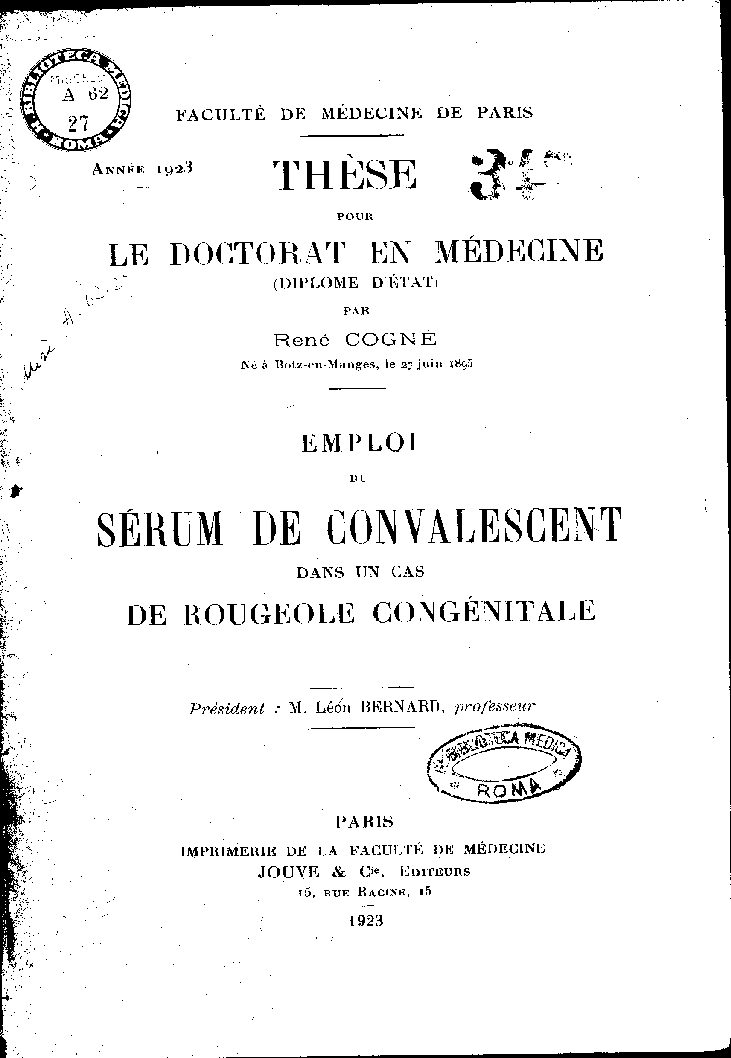 BIBLIOTECA MEDICA
A 62
27
ROMA
FACULTÉ DE MÉDECINE DE PARIS
ANNÉE 1923
THÈSE
POUR
LE DOCTORAT EN MÉDECINE
(DIPLOME D'ÉTAT)
PAR
René COGNÉ
Né à Botz-en-Manges, le 27 juin 1895
EMPLOI
DU
SÉRUM DE CONVALESCENT
DANS UN CAS
DE ROUGEOLE CONGÉNITALE
Président : M. Léon BERNARD, professeur
BIBLIOTECA MEDICA
ROMA
PARIS
IMPRIMERIE DE LA FACULTÉ DE MÉDECINE
JOUVE & Cie, ÉDITEURS
15, RUE RACINE, 15
1923